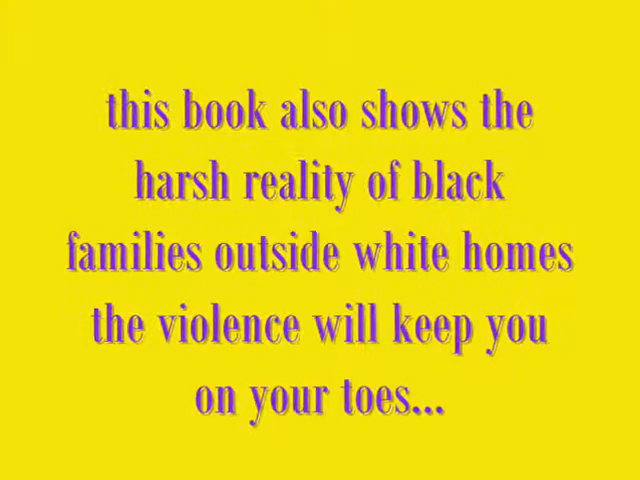 this book also shows the
harsh reality of black
families outside white homes
the violence will keep you
on your toes...